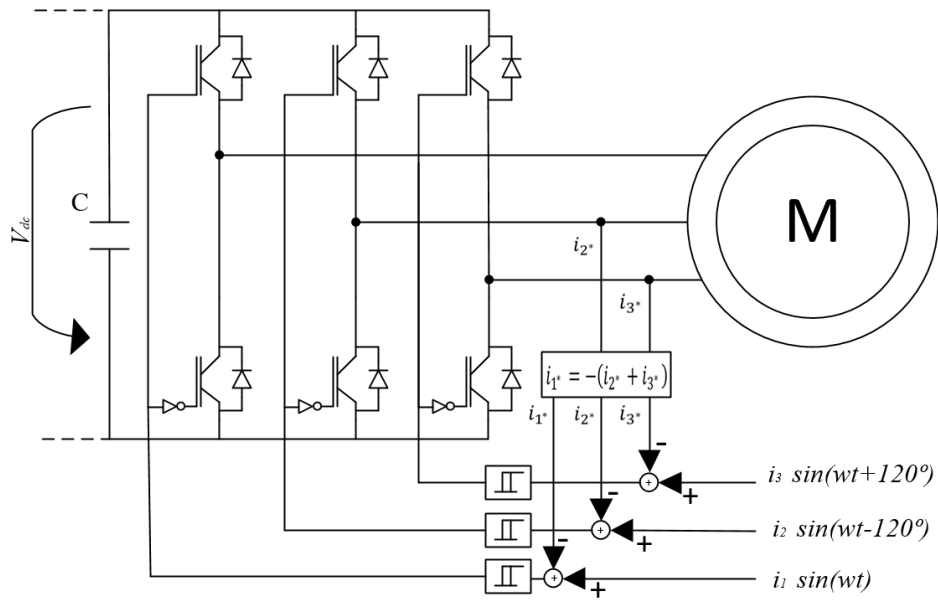 C
V_dc
M
i_2*
i_3*
i_1* = −(i_2* + i_3*)
i_1* i_2* i_3*
-
+
+
i_3 sin(wt+120º)
-
+
+
i_2 sin(wt-120º)
-
+
+
i_1 sin(wt)